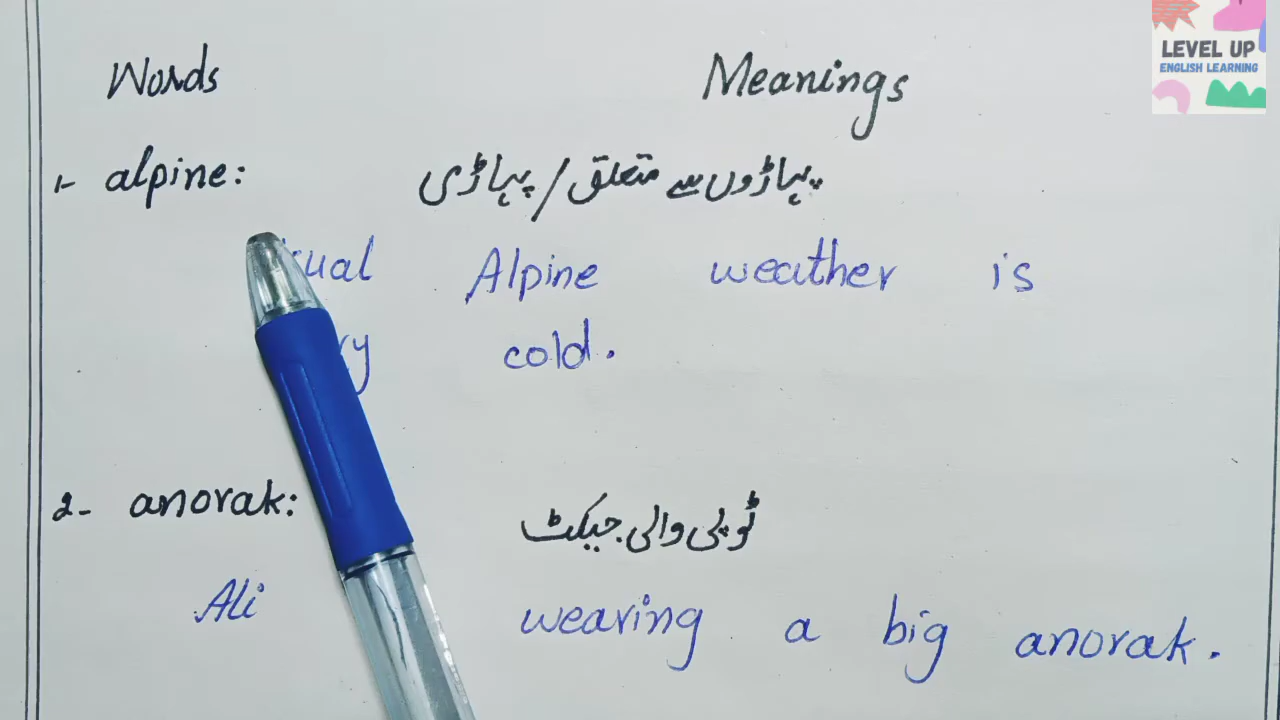 LEVEL UP
ENGLISH LEARNING
Words Meanings
1- alpine: پہاڑوں سے متعلق / پہاڑی
Alpine weather is
cold.
2- anorak: ٹوپی والی جیکٹ
Ali wearing a big anorak.